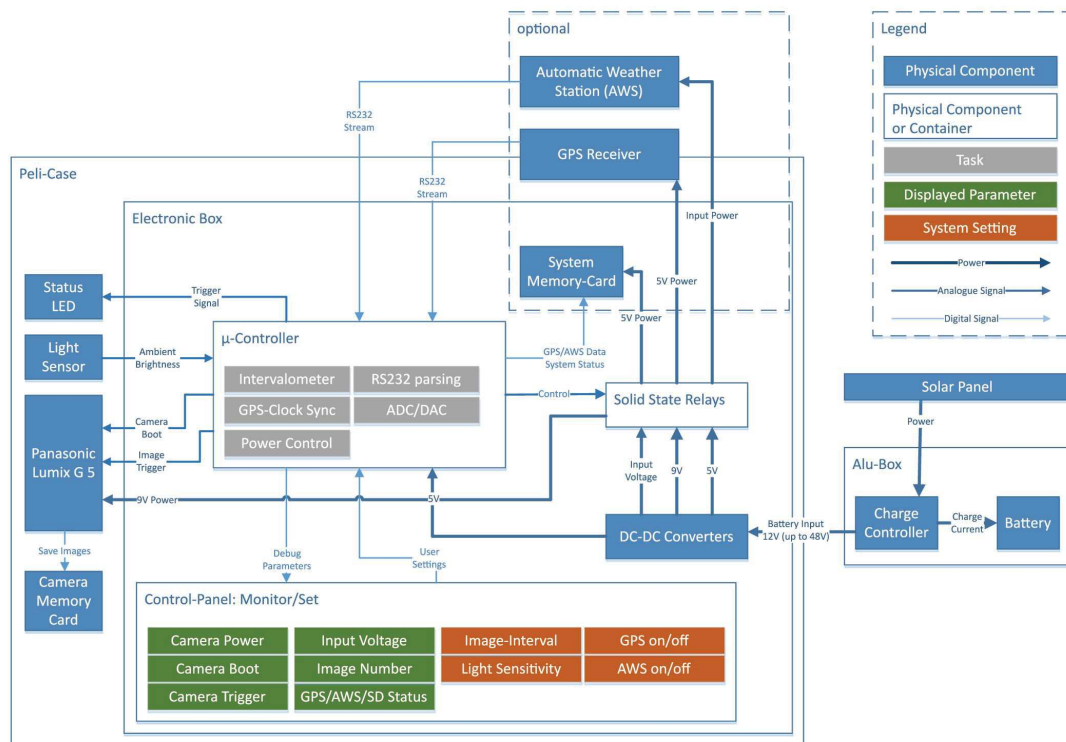 optional
Automatic Weather
Station (AWS)
GPS Receiver
System
Memory-Card
Legend
Physical Component
Physical Component
or Container
Task
Displayed Parameter
System Setting
Power
Analogue Signal
Digital Signal
RS232
Stream
RS232
Stream
Input Power
5V Power
5V Power
Peli-Case
Electronic Box
Status
LED
Trigger
Signal
Light
Sensor
Ambient
Brightness
μ-Controller
Intervalometer
RS232 parsing
GPS-Clock Sync
ADC/DAC
Power Control
GPS/AWS Data
System Status
Control
Solid State Relays
Camera
Boot
Image
Trigger
Panasonic
Lumix G 5
9V Power
5V
Input
Voltage
9V
5V
DC-DC Converters
Battery Input
12V (up to 48V)
Solar Panel
Power
Alu-Box
Charge
Controller
Charge
Current
Battery
Save Images
Camera
Memory
Card
Debug
Parameters
User
Settings
Control-Panel: Monitor/Set
Camera Power
Input Voltage
Image-Interval
GPS on/off
Camera Boot
Image Number
Light Sensitivity
AWS on/off
Camera Trigger
GPS/AWS/SD Status